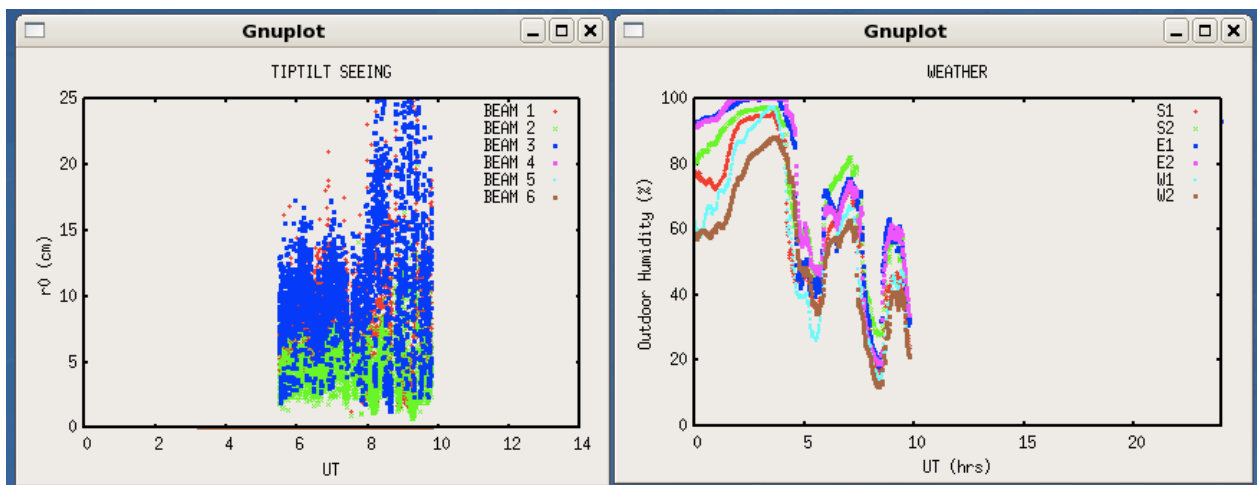 Gnuplot
TIPTILT SEEING
25
20
15
10
5
0
r0 (cm)
BEAM 1
BEAM 2
BEAM 3
BEAM 4
BEAM 5
BEAM 6
0 2 4 6 8 10 12 14
UT
Gnuplot
WEATHER
100
80
60
40
20
0
Outdoor Humidity (%)
S1
S2
E1
E2
W1
W2
0 5 10 15 20
UT (hrs)